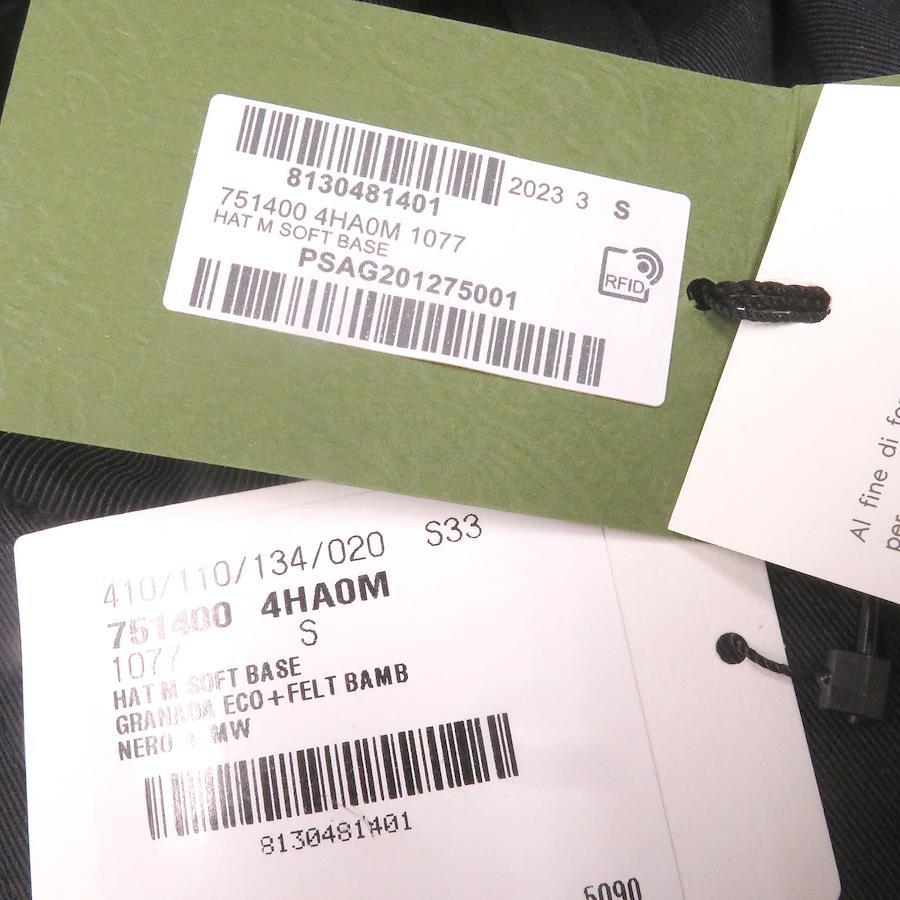 8130481401
2023 3 S
751400 4HA0M 1077
HAT M SOFT BASE
PSAG201275001
RFID
Al fine di
per
410/110/134/020 S33
751400 4HA0M
1077 S
HAT M SOFT BASE
GRANADA ECO+FELT BAMB
NERO + MW
8130481401
5090